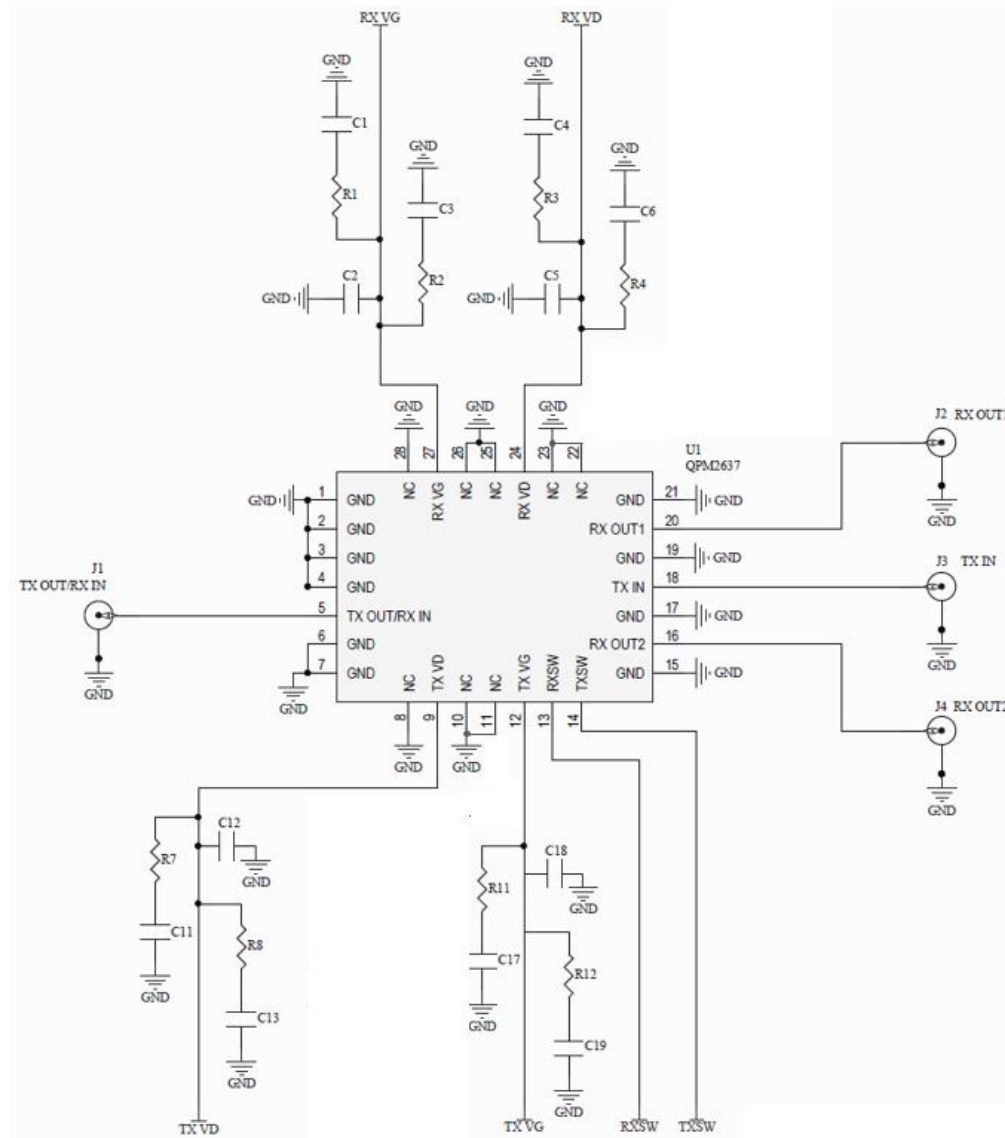 RX VG RX VD
GND GND
C1 C4
GND GND
R1 C3 R3 C6
C2 R2 C5 R4
GND GND
GND GND GND
28 27 26 25 24 23 22
NC RX VG NC NC RX VD NC NC
U1
QPM2637
J2 RX OUT1
GND
GND 1 GND
2 GND
3 GND
4 GND
J1
TX OUT/RX IN
GND
5 TX OUT/RX IN
6 GND
7 GND
GND
GND 21 GND
RX OUT1 20
GND 19 GND
TX IN 18
J3 TX IN
GND
GND 17 GND
RX OUT2 16
GND 15 GND
J4 RX OUT2
GND
NC TX VD NC NC TX VG RXSW TXSW
8 9 10 11 12 13 14
GND GND
C12 C18
R7 GND R11 GND
C11 R8 C17 R12
GND GND
C13 C19
GND GND
TX VD TX VG RXSW TXSW